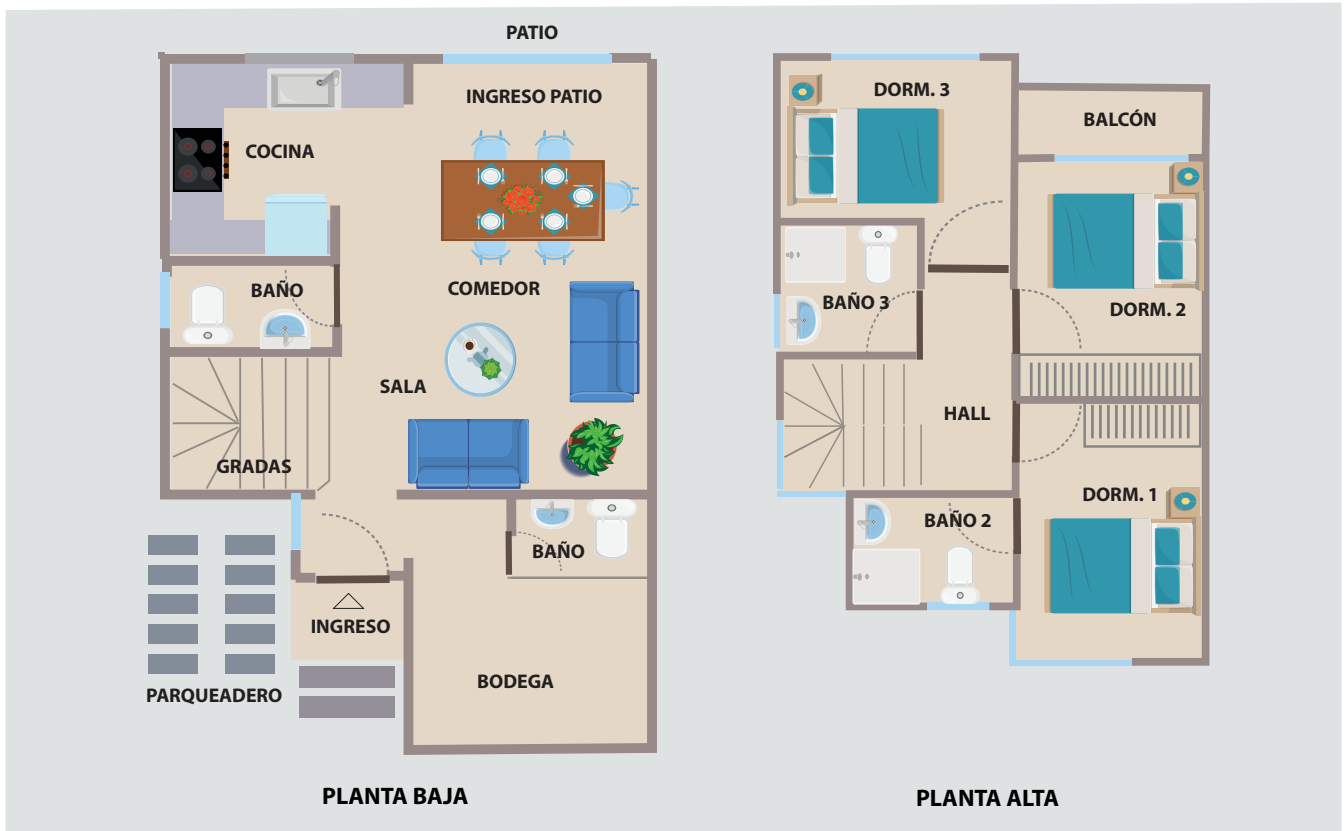 PATIO
INGRESO PATIO
COCINA
BAÑO
COMEDOR
SALA
GRADAS
BAÑO
INGRESO
BODEGA
PARQUEADERO
PLANTA BAJA
DORM. 3
BALCÓN
BAÑO 3
DORM. 2
HALL
DORM. 1
BAÑO 2
PLANTA ALTA